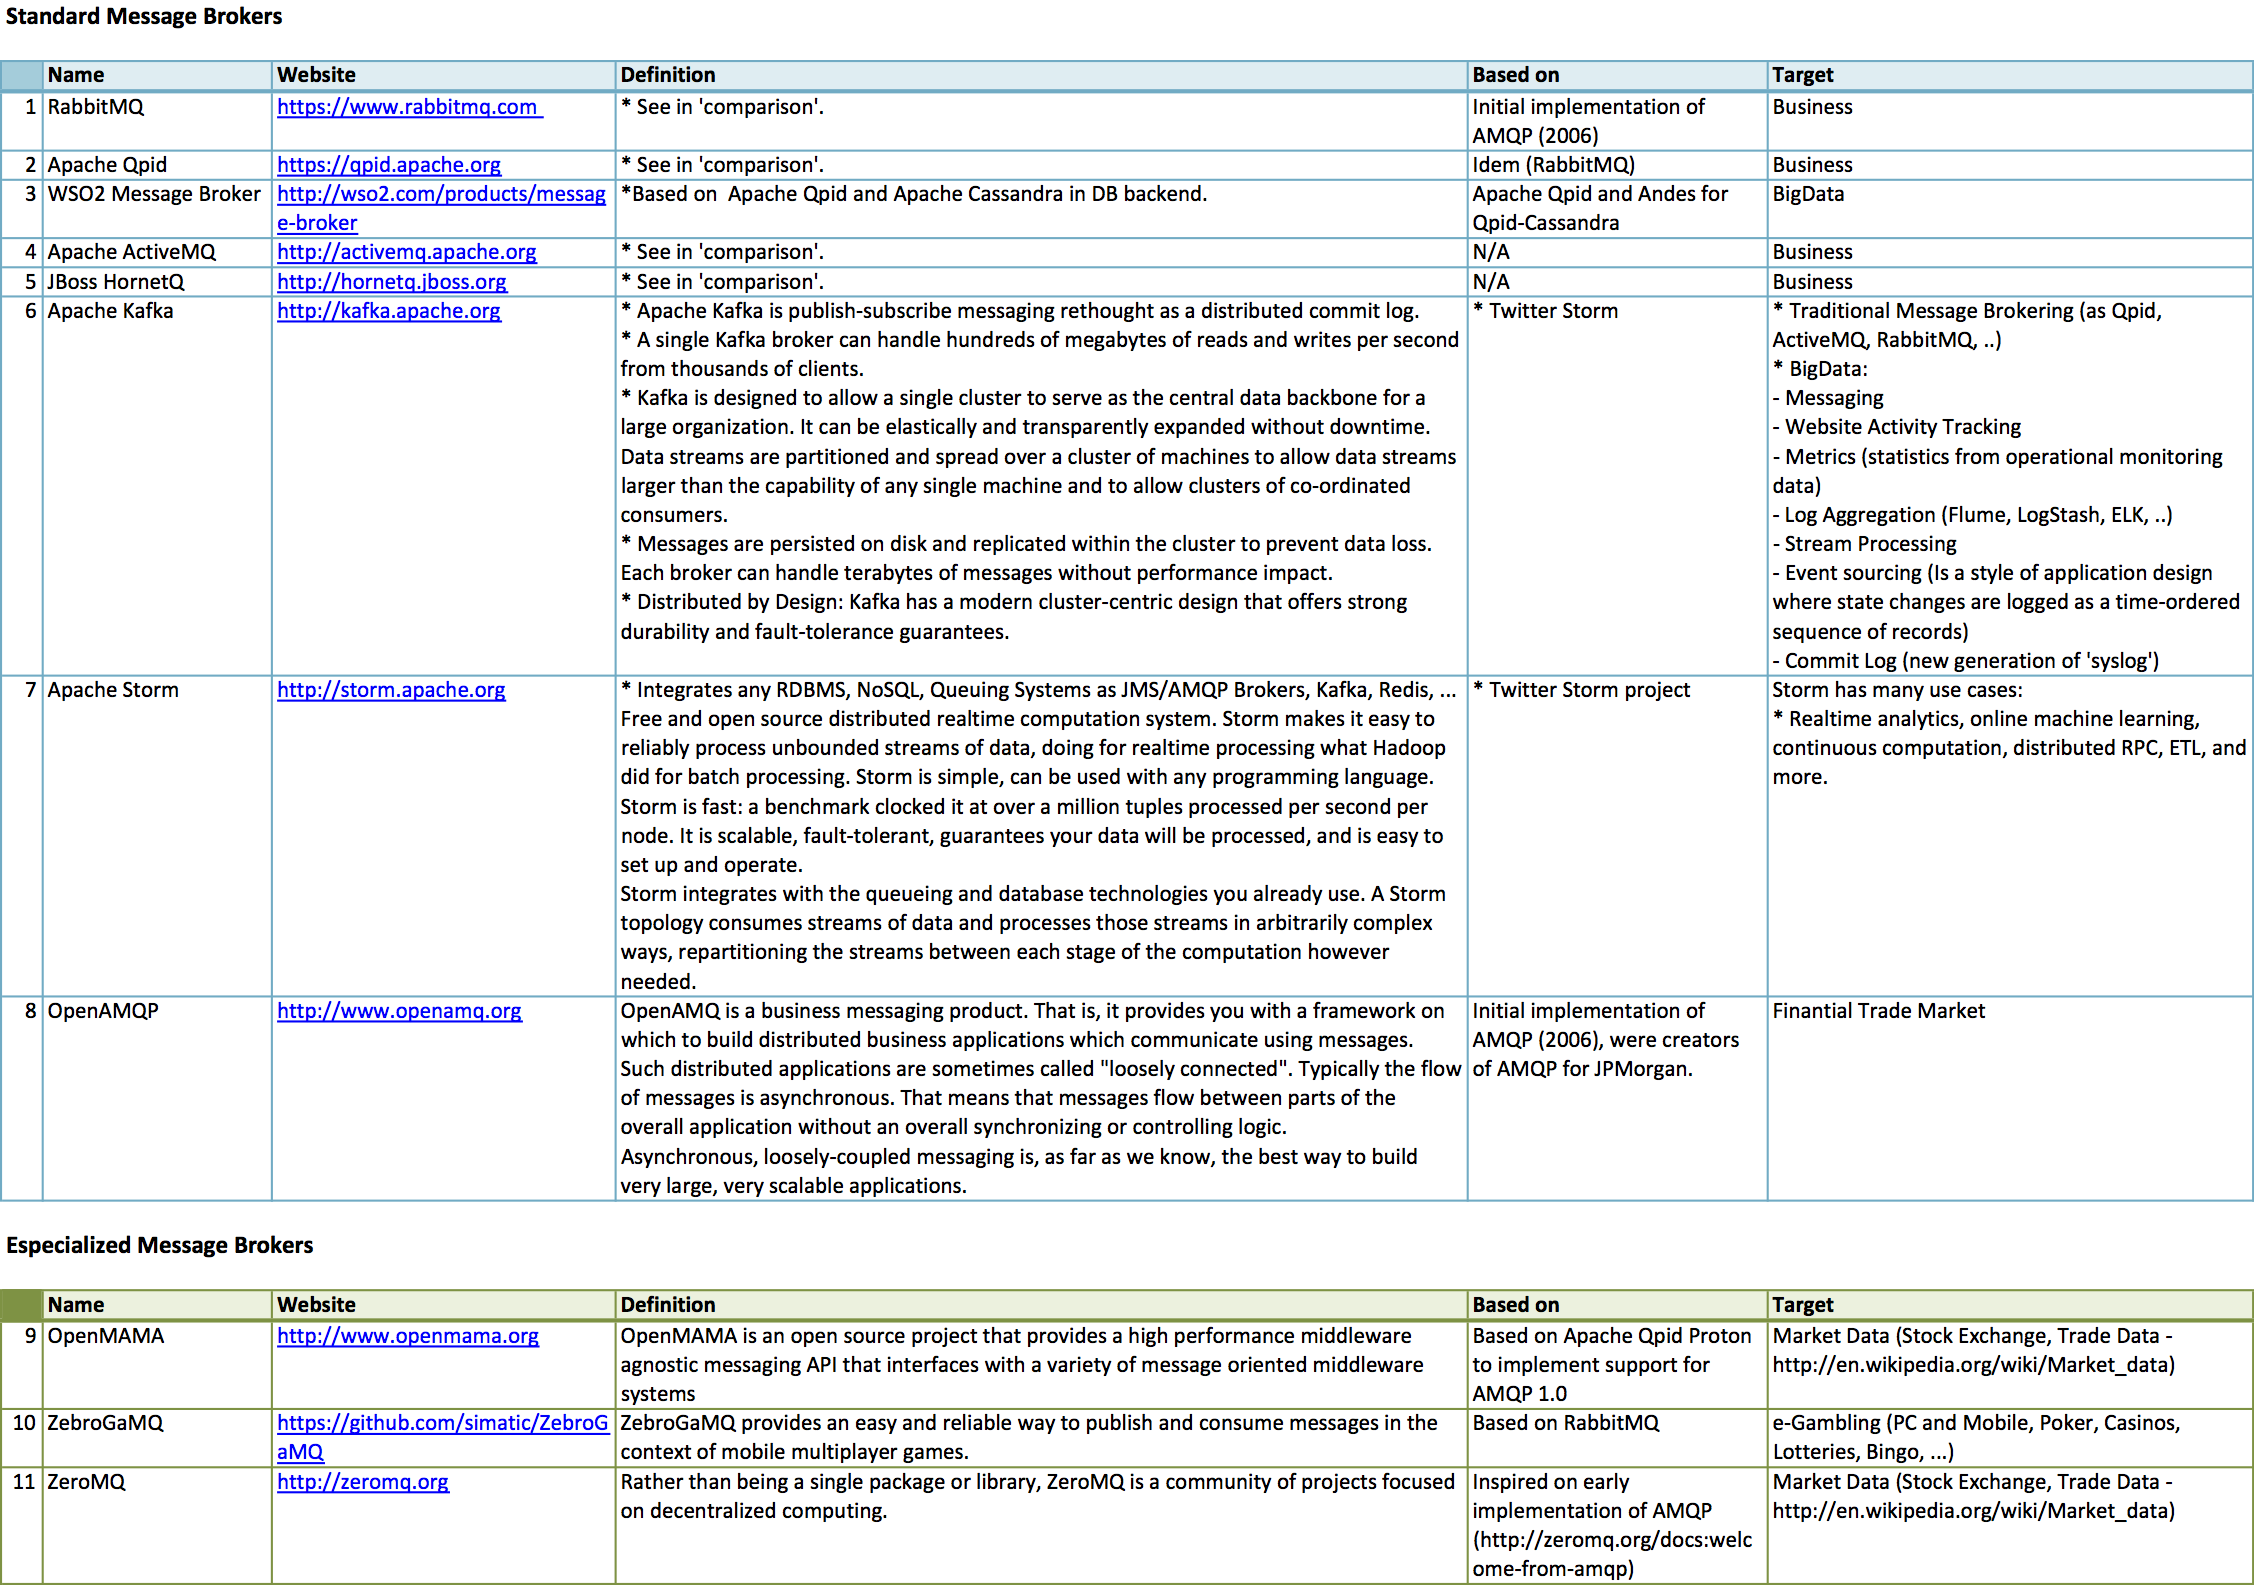 Standard Message Brokers
Name Website Definition Based on Target
1 RabbitMQ https://www.rabbitmq.com * See in 'comparison'. Initial implementation of Business
AMQP (2006)
2 Apache Qpid https://qpid.apache.org * See in 'comparison'. Idem (RabbitMQ) Business
3 WSO2 Message Broker http://wso2.com/products/messag *Based on  Apache Qpid and Apache Cassandra in DB backend. Apache Qpid and Andes for BigData
e-broker Qpid-Cassandra
4 Apache ActiveMQ http://activemq.apache.org * See in 'comparison'. N/A Business
5 JBoss HornetQ http://hornetq.jboss.org * See in 'comparison'. N/A Business
6 Apache Kafka http://kafka.apache.org * Apache Kafka is publish-subscribe messaging rethought as a distributed commit log. * Twitter Storm * Traditional Message Brokering (as Qpid,
* A single Kafka broker can handle hundreds of megabytes of reads and writes per second ActiveMQ, RabbitMQ, ..)
from thousands of clients. * BigData:
* Kafka is designed to allow a single cluster to serve as the central data backbone for a - Messaging
large organization. It can be elastically and transparently expanded without downtime. - Website Activity Tracking
Data streams are partitioned and spread over a cluster of machines to allow data streams - Metrics (statistics from operational monitoring
larger than the capability of any single machine and to allow clusters of co-ordinated data)
consumers. - Log Aggregation (Flume, LogStash, ELK, ..)
* Messages are persisted on disk and replicated within the cluster to prevent data loss. - Stream Processing
Each broker can handle terabytes of messages without performance impact. - Event sourcing (Is a style of application design
* Distributed by Design: Kafka has a modern cluster-centric design that offers strong where state changes are logged as a time-ordered
durability and fault-tolerance guarantees. sequence of records)
- Commit Log (new generation of 'syslog')
7 Apache Storm http://storm.apache.org * Integrates any RDBMS, NoSQL, Queuing Systems as JMS/AMQP Brokers, Kafka, Redis, ... * Twitter Storm project Storm has many use cases:
Free and open source distributed realtime computation system. Storm makes it easy to * Realtime analytics, online machine learning,
reliably process unbounded streams of data, doing for realtime processing what Hadoop continuous computation, distributed RPC, ETL, and
did for batch processing. Storm is simple, can be used with any programming language. more.
Storm is fast: a benchmark clocked it at over a million tuples processed per second per
node. It is scalable, fault-tolerant, guarantees your data will be processed, and is easy to
set up and operate.
Storm integrates with the queueing and database technologies you already use. A Storm
topology consumes streams of data and processes those streams in arbitrarily complex
ways, repartitioning the streams between each stage of the computation however
needed.
8 OpenAMQP http://www.openamq.org OpenAMQ is a business messaging product. That is, it provides you with a framework on Initial implementation of Finantial Trade Market
which to build distributed business applications which communicate using messages. AMQP (2006), were creators
Such distributed applications are sometimes called "loosely connected". Typically the flow of AMQP for JPMorgan.
of messages is asynchronous. That means that messages flow between parts of the
overall application without an overall synchronizing or controlling logic.
Asynchronous, loosely-coupled messaging is, as far as we know, the best way to build
very large, very scalable applications.
Especialized Message Brokers
Name Website Definition Based on Target
9 OpenMAMA http://www.openmama.org OpenMAMA is an open source project that provides a high performance middleware Based on Apache Qpid Proton Market Data (Stock Exchange, Trade Data -
agnostic messaging API that interfaces with a variety of message oriented middleware to implement support for http://en.wikipedia.org/wiki/Market_data)
systems AMQP 1.0
10 ZebroGaMQ https://github.com/simatic/ZebroG ZebroGaMQ provides an easy and reliable way to publish and consume messages in the Based on RabbitMQ e-Gambling (PC and Mobile, Poker, Casinos,
aMQ context of mobile multiplayer games. Lotteries, Bingo, ...)
11 ZeroMQ http://zeromq.org Rather than being a single package or library, ZeroMQ is a community of projects focused Inspired on early Market Data (Stock Exchange, Trade Data -
on decentralized computing. implementation of AMQP http://en.wikipedia.org/wiki/Market_data)
(http://zeromq.org/docs:welc
ome-from-amqp)